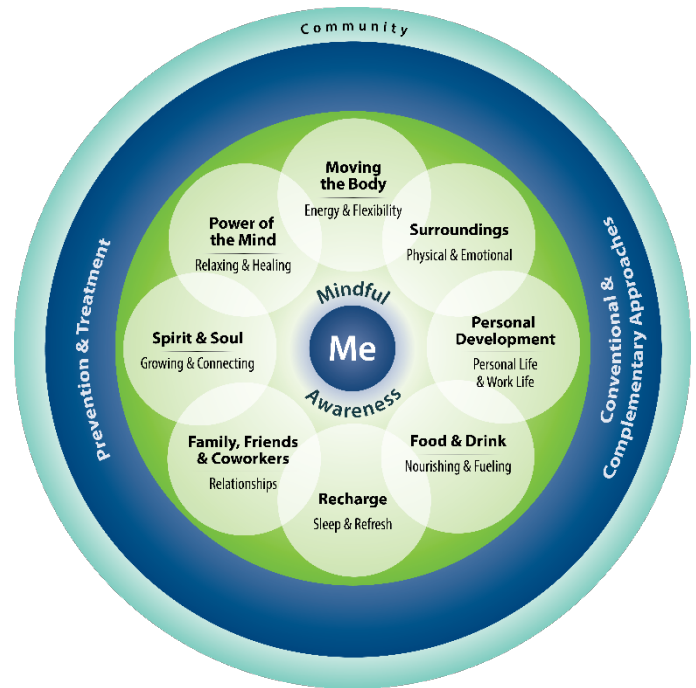 Community
Prevention & Treatment
Conventional &
Complementary Approaches
Moving
the Body
Energy & Flexibility
Surroundings
Physical & Emotional
Personal
Development
Personal Life
& Work Life
Food & Drink
Nourishing & Fueling
Recharge
Sleep & Refresh
Family, Friends
& Coworkers
Relationships
Spirit & Soul
Growing & Connecting
Power of
the Mind
Relaxing & Healing
Mindful
Me
Awareness